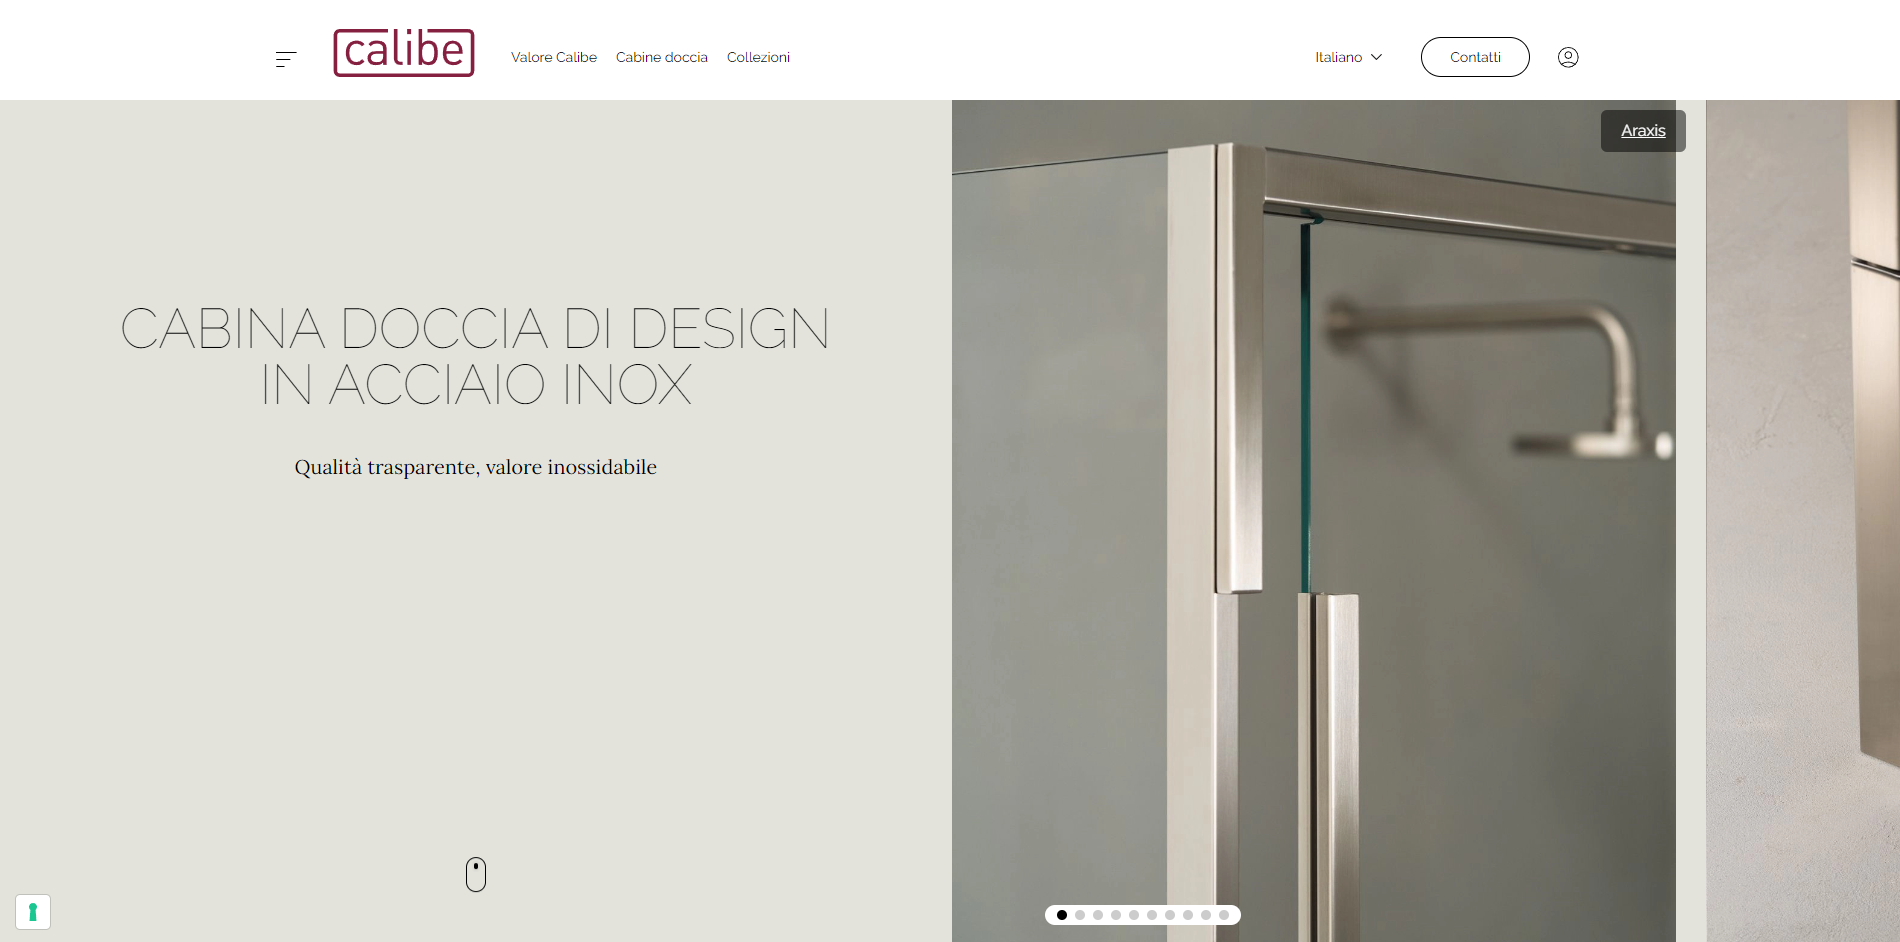 calibe
Valore Calibe Cabine doccia Collezioni
Italiano
Contatti
Araxis
CABINA DOCCIA DI DESIGN
IN ACCIAIO INOX
Qualità trasparente, valore inossidabile